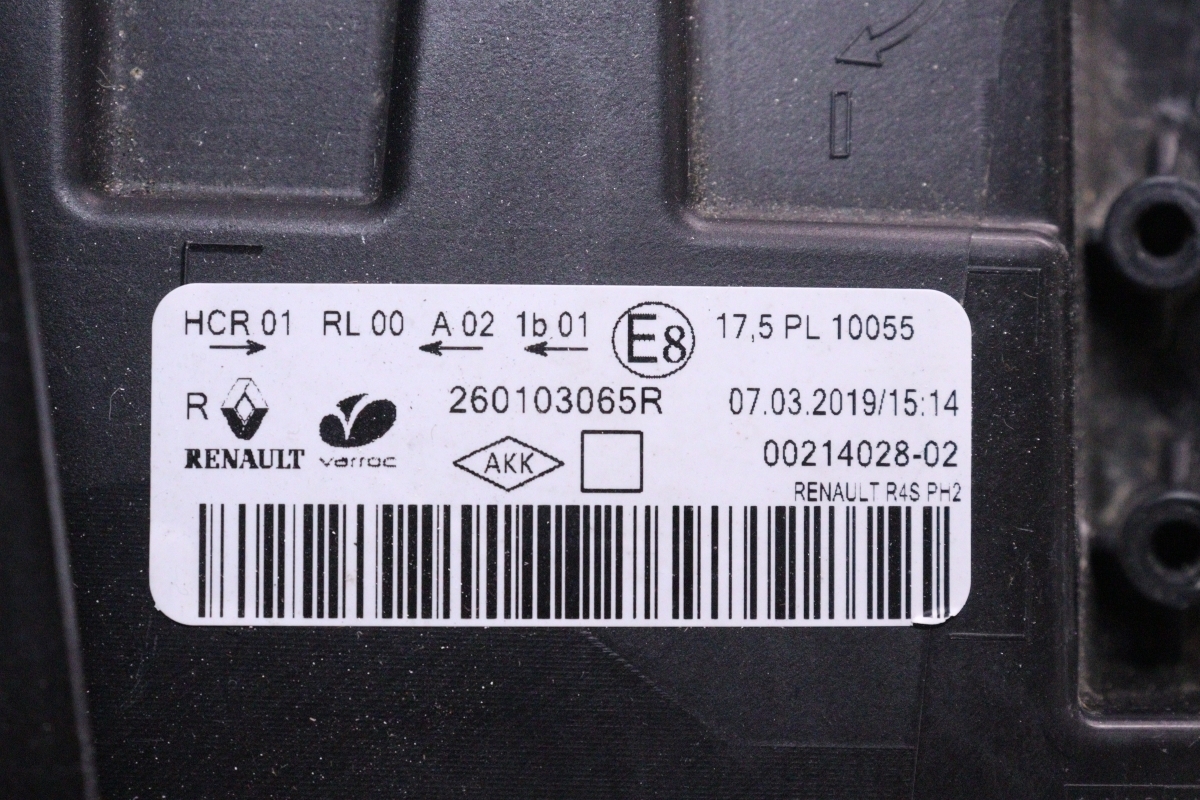 HCR 01 RL 00 A 02 1b 01 E8 17,5 PL 10055
R 260103065R 07.03.2019/15:14
RENAULT varroc AKK 00214028-02
RENAULT R4S PH2